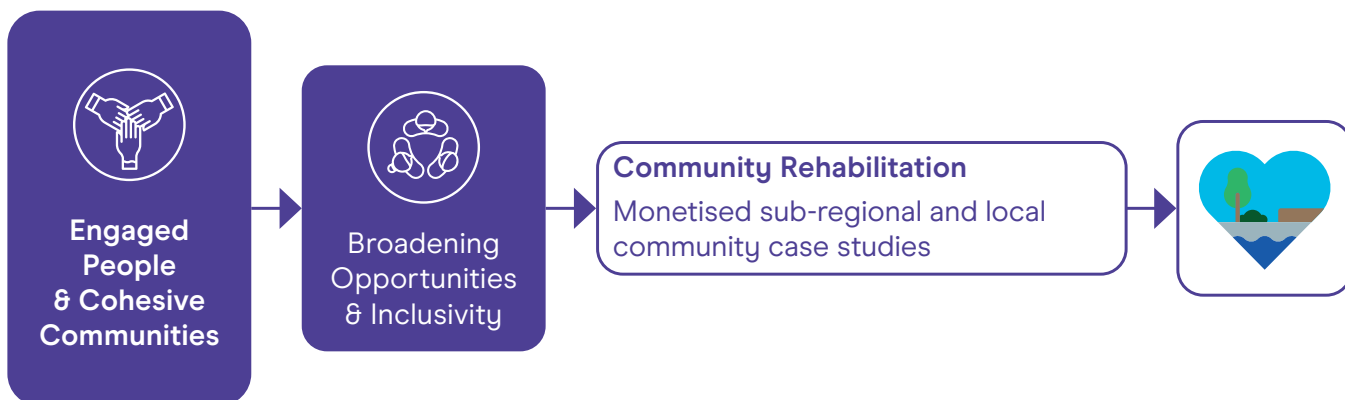 Engaged
People
& Cohesive
Communities
Broadening
Opportunities
& Inclusivity
Community Rehabilitation
Monetised sub-regional and local
community case studies